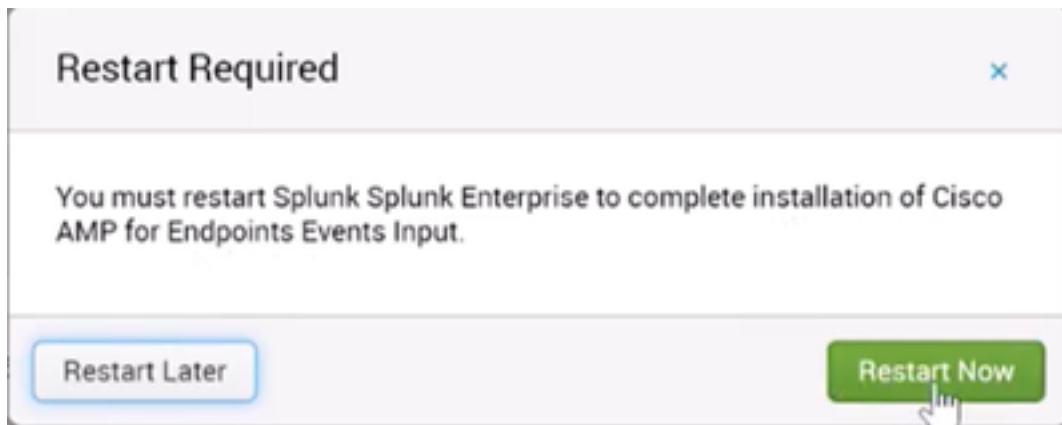 Restart Required
×
You must restart Splunk Splunk Enterprise to complete installation of Cisco
AMP for Endpoints Events Input.
Restart Later
Restart Now